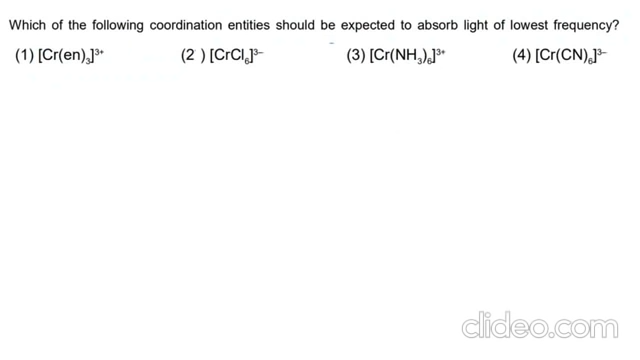 Which of the following coordination entities should be expected to absorb light of lowest frequency?
(1) [Cr(en)₃]³⁺ (2 ) [CrCl₆]³⁻ (3) [Cr(NH₃)₆]³⁺ (4) [Cr(CN)₆]³⁻
clideo.com